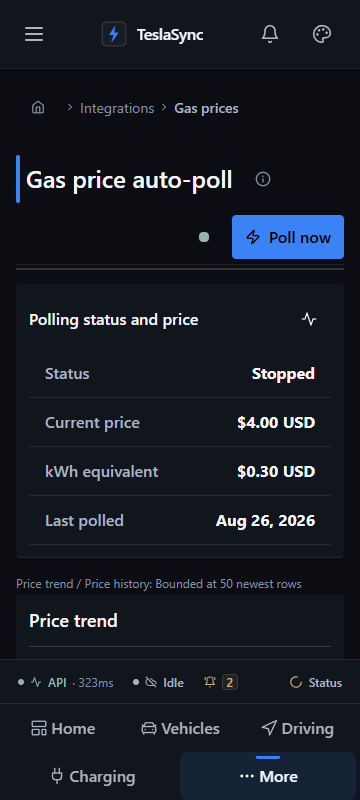 TeslaSync
Integrations > Gas prices
Gas price auto-poll
Poll now
Polling status and price
Status Stopped
Current price $4.00 USD
kWh equivalent $0.30 USD
Last polled Aug 26, 2026
Price trend / Price history: Bounded at 50 newest rows
Price trend
API · 323ms Idle 2 Status
Home Vehicles Driving
Charging More